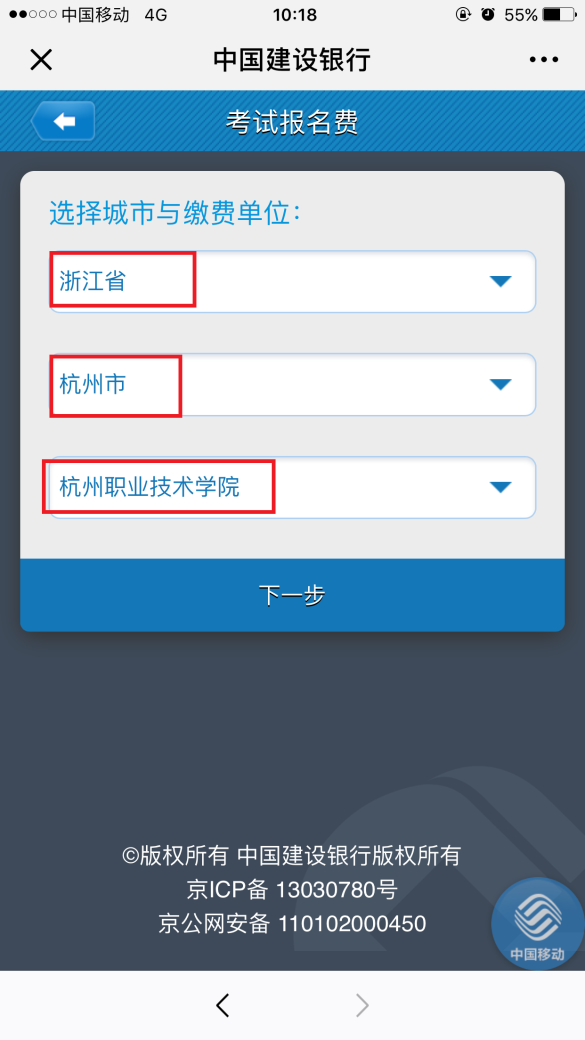 中国移动 4G 10:18 55%
中国建设银行
考试报名费
选择城市与缴费单位：
浙江省
杭州市
杭州职业技术学院
下一步
©版权所有 中国建设银行版权所有
京ICP备 13030780号
京公网安备 110102000450
中国移动